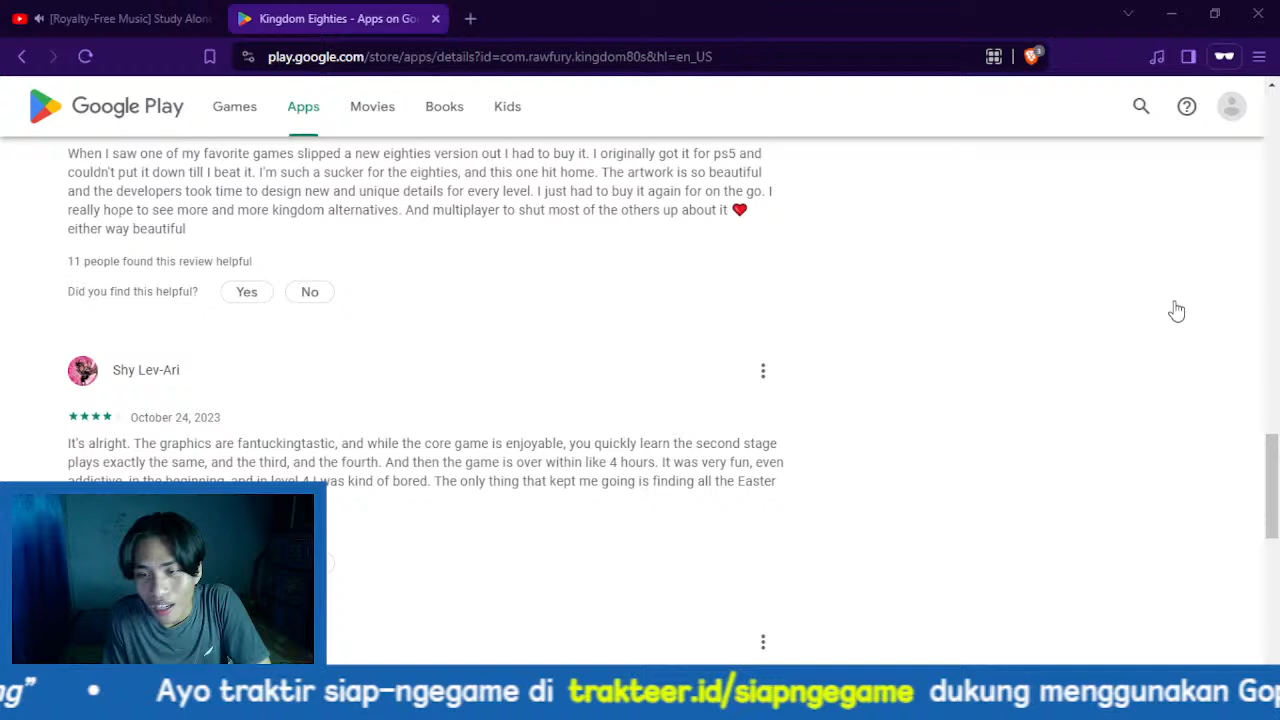 [Royalty-Free Music] Study Alon
Kingdom Eighties - Apps on Go
play.google.com/store/apps/details?id=com.rawfury.kingdom80s&hl=en_US
3
Google Play
Games
Apps
Movies
Books
Kids
When I saw one of my favorite games slipped a new eighties version out I had to buy it. I originally got it for ps5 and
couldn't put it down till I beat it. I'm such a sucker for the eighties, and this one hit home. The artwork is so beautiful
and the developers took time to design new and unique details for every level. I just had to buy it again for on the go. I
really hope to see more and more kingdom alternatives. And multiplayer to shut most of the others up about it ❤
either way beautiful
11 people found this review helpful
Did you find this helpful?
Yes
No
Shy Lev-Ari
October 24, 2023
It's alright. The graphics are fantuckingtastic, and while the core game is enjoyable, you quickly learn the second stage
plays exactly the same, and the third, and the fourth. And then the game is over within like 4 hours. It was very fun, even
addictive, in the beginning, and in level 4 I was kind of bored. The only thing that kept me going is finding all the Easter
ng" • Ayo traktir siap-ngegame di trakteer.id/siapngegame dukung menggunakan Gop